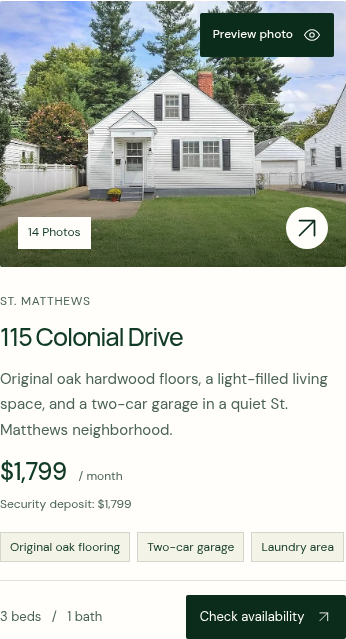 Preview photo
14 Photos
ST. MATTHEWS
115 Colonial Drive
Original oak hardwood floors, a light-filled living
space, and a two-car garage in a quiet St.
Matthews neighborhood.
$1,799 / month
Security deposit: $1,799
Original oak flooring Two-car garage Laundry area
3 beds / 1 bath Check availability